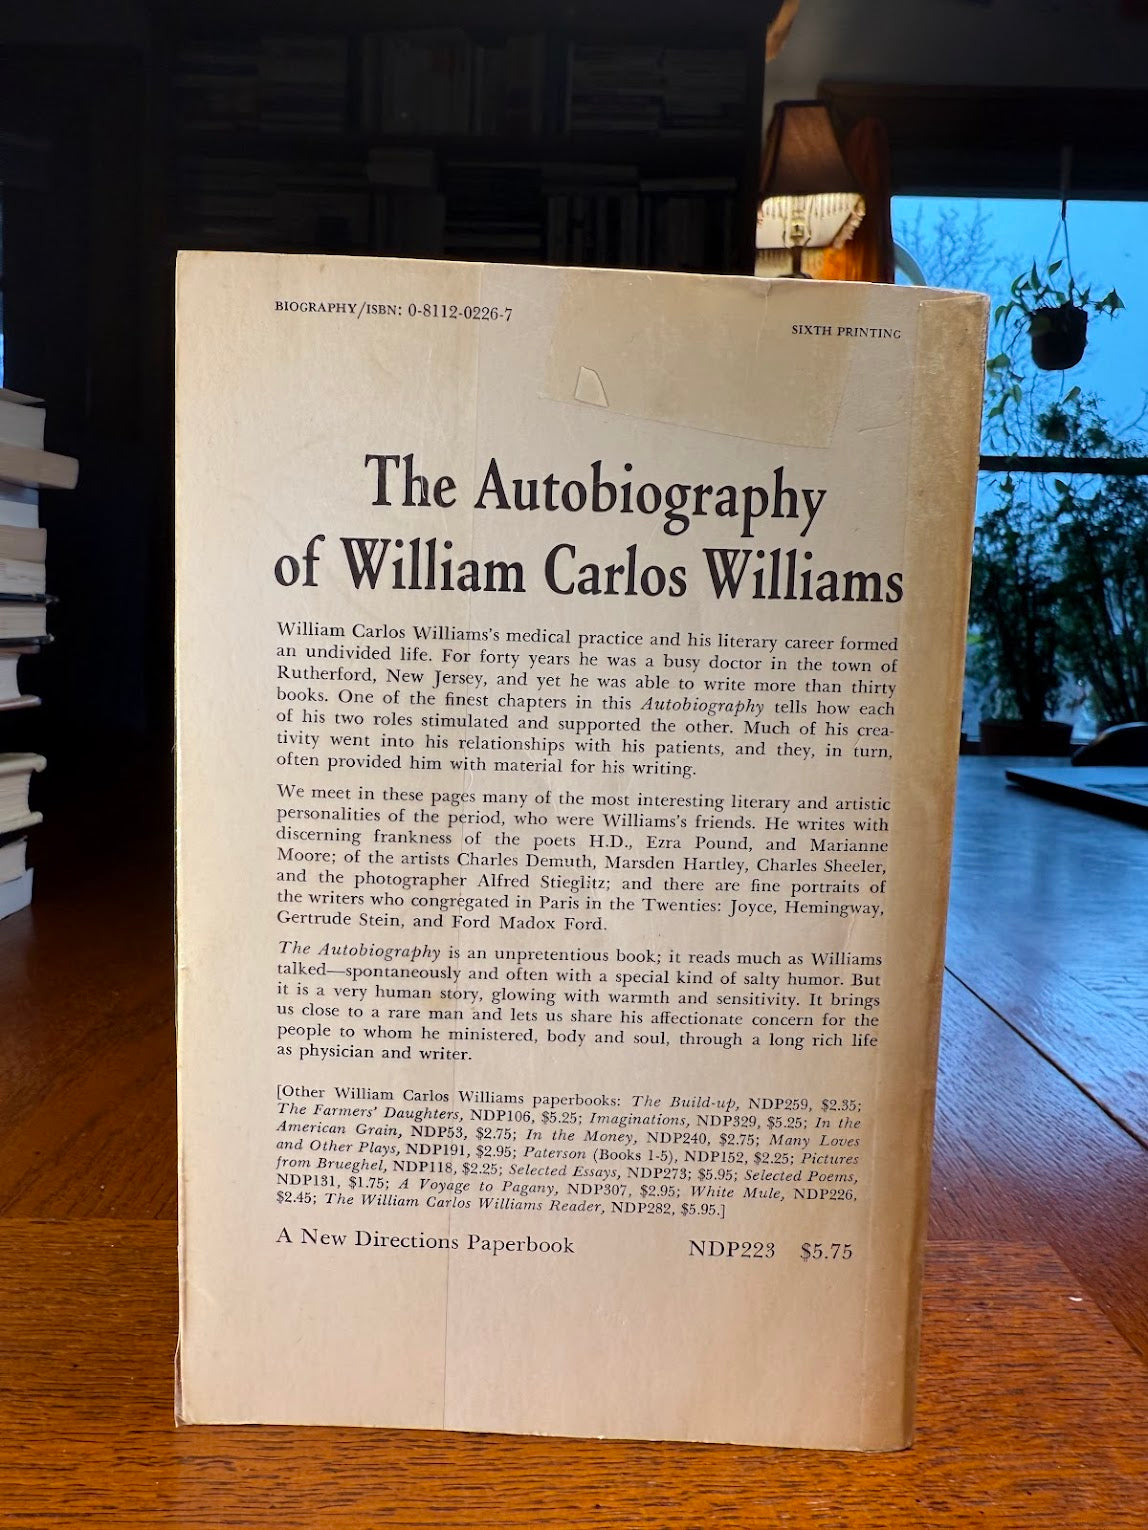 BIOGRAPHY/ISBN: 0-8112-0226-7
SIXTH PRINTING
The Autobiography
of William Carlos Williams
William Carlos Williams's medical practice and his literary career formed
an undivided life. For forty years he was a busy doctor in the town of
Rutherford, New Jersey, and yet he was able to write more than thirty
books. One of the finest chapters in this Autobiography tells how each
of his two roles stimulated and supported the other. Much of his crea-
tivity went into his relationships with his patients, and they, in turn,
often provided him with material for his writing.
We meet in these pages many of the most interesting literary and artistic
personalities of the period, who were Williams's friends. He writes with
discerning frankness of the poets H.D., Ezra Pound, and Marianne
Moore; of the artists Charles Demuth, Marsden Hartley, Charles Sheeler,
and the photographer Alfred Stieglitz; and there are fine portraits of
the writers who congregated in Paris in the Twenties: Joyce, Hemingway,
Gertrude Stein, and Ford Madox Ford.
The Autobiography is an unpretentious book; it reads much as Williams
talked—spontaneously and often with a special kind of salty humor. But
it is a very human story, glowing with warmth and sensitivity. It brings
us close to a rare man and lets us share his affectionate concern for the
people to whom he ministered, body and soul, through a long rich life
as physician and writer.
[Other William Carlos Williams paperbooks: The Build-up, NDP259, $2.35;
The Farmers' Daughters, NDP106, $5.25; Imaginations, NDP329, $5.25; In the
American Grain, NDP53, $2.75; In the Money, NDP240, $2.75; Many Loves
and Other Plays, NDP191, $2.95; Paterson (Books 1-5), NDP152, $2.25; Pictures
from Brueghel, NDP118, $2.25; Selected Essays, NDP273; $5.95; Selected Poems,
NDP131, $1.75; A Voyage to Pagany, NDP307, $2.95; White Mule, NDP226,
$2.45; The William Carlos Williams Reader, NDP282, $5.95.]
A New Directions Paperbook NDP223 $5.75